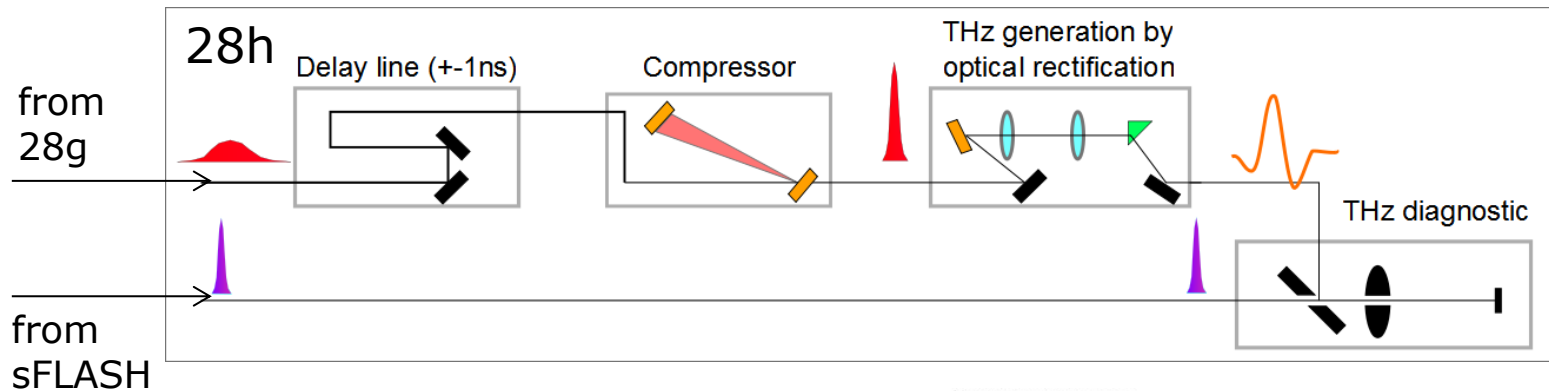 28h
Delay line (+-1ns)
Compressor
THz generation by
optical rectification
from
28g
THz diagnostic
from
sFLASH